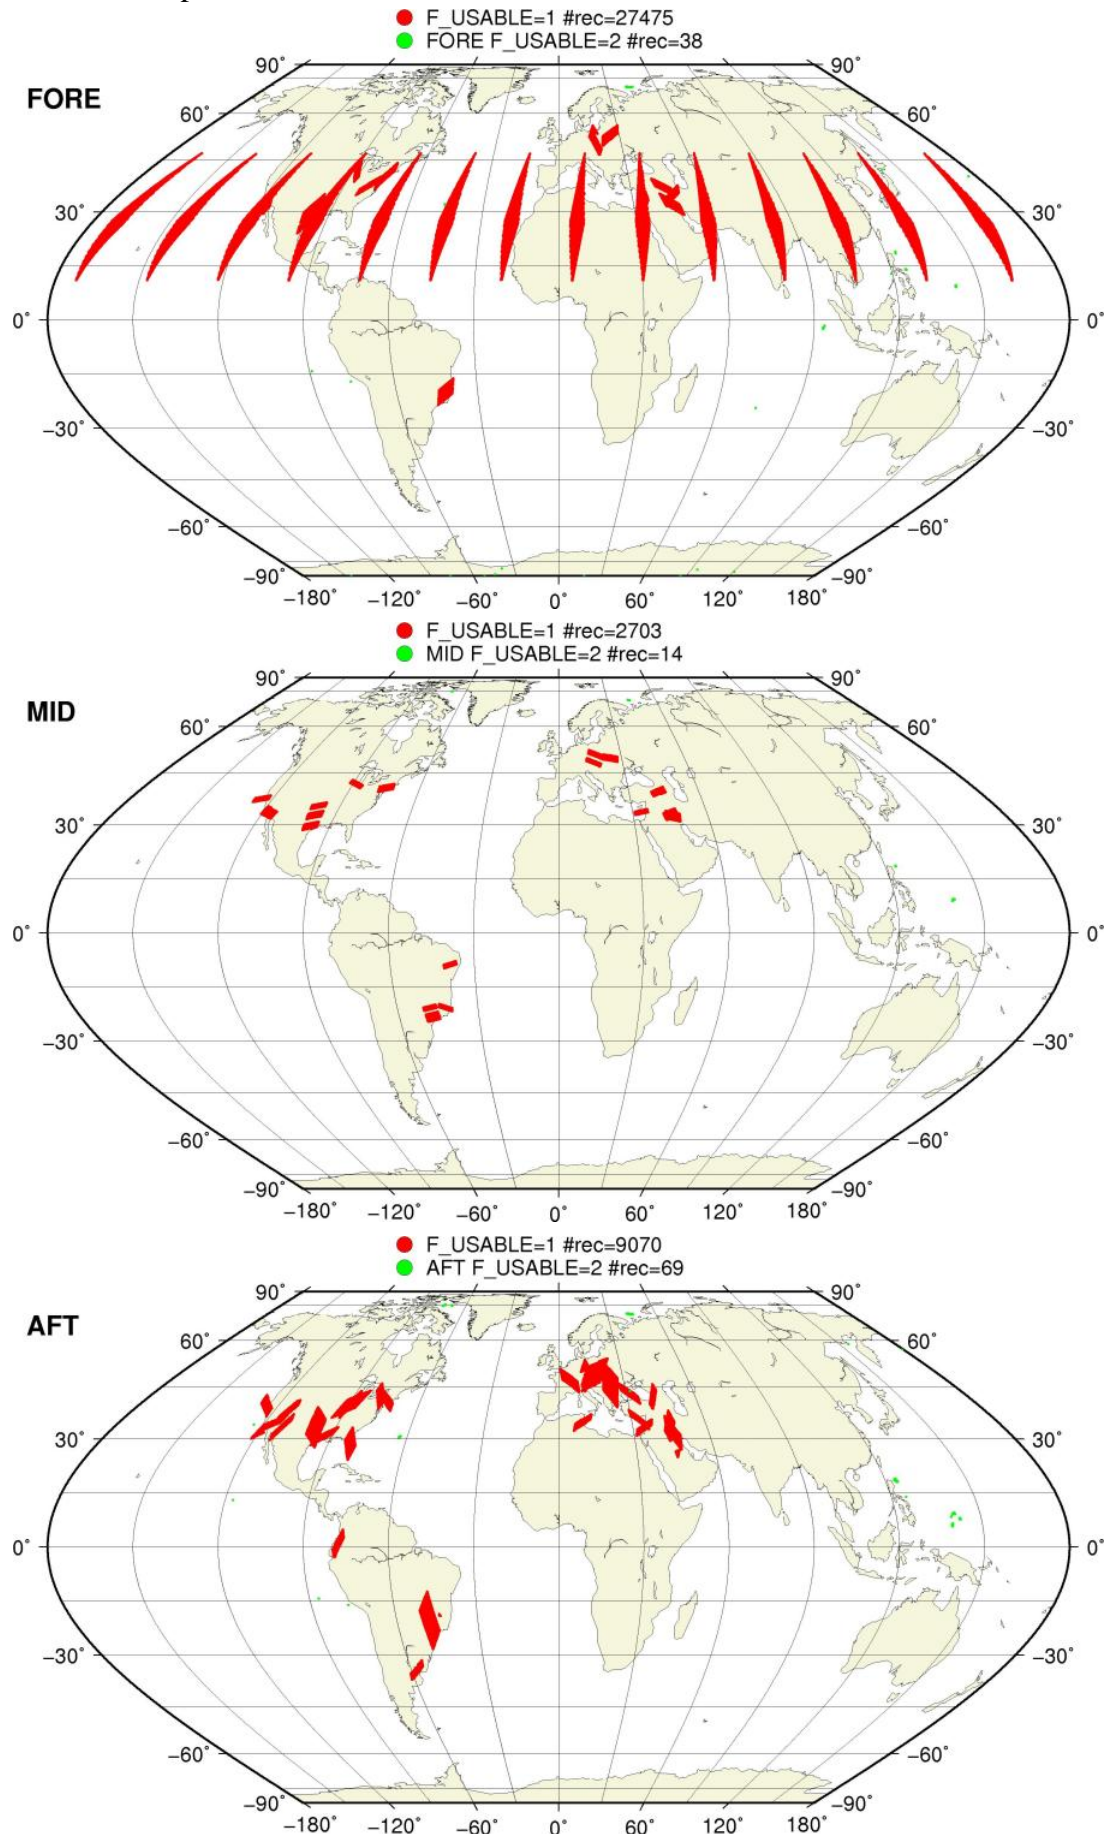 F_USABLE=1 #rec=27475
FORE F_USABLE=2 #rec=38
FORE
90° 90°
60° 60°
30° 30°
0° 0°
−30° −30°
−60° −60°
−90° −90°
−180° −120° −60° 0° 60° 120° 180°
F_USABLE=1 #rec=2703
MID F_USABLE=2 #rec=14
MID
90° 90°
60° 60°
30° 30°
0° 0°
−30° −30°
−60° −60°
−90° −90°
−180° −120° −60° 0° 60° 120° 180°
F_USABLE=1 #rec=9070
AFT F_USABLE=2 #rec=69
AFT
90° 90°
60° 60°
30° 30°
0° 0°
−30° −30°
−60° −60°
−90° −90°
−180° −120° −60° 0° 60° 120° 180°